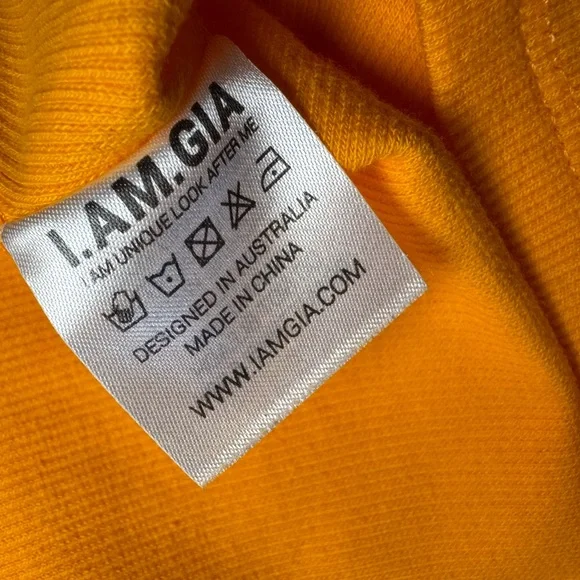 I.AM.GIA
I AM UNIQUE LOOK AFTER ME
DESIGNED IN AUSTRALIA
MADE IN CHINA
WWW.IAMGIA.COM